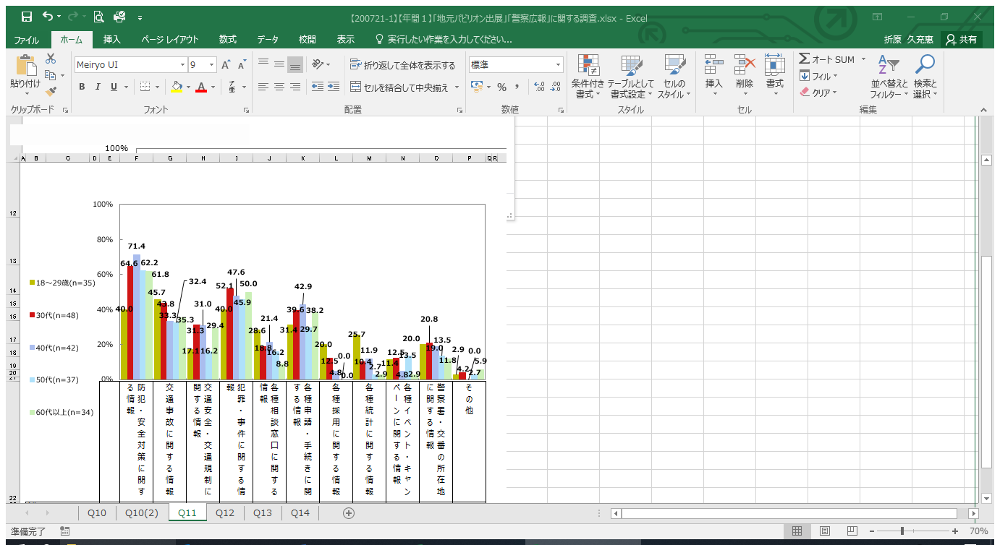 【200721-1】【年間１】「地元パビリオン出展」「警察広報」に関する調査.xlsx - Excel
ファイル ホーム 挿入 ページ レイアウト 数式 データ 校閲 表示 実行したい作業を入力してください... 折原 久充惠 共有
貼り付け
クリップボード
Meiryo UI 9
B I U A
フォント
折り返して全体を表示する
セルを結合して中央揃え
配置
標準
% ,
数値
条件付き書式
テーブルとして書式設定
セルのスタイル
スタイル
挿入 削除 書式
セル
オート SUM
フィル
クリア
並べ替えとフィルター
検索と選択
編集
100%
A B C D E F G H I J K L M N O P Q R
12
13
14
15
16
17
18
19
20
21
22
100%
80%
60%
40%
20%
0%
18～29歳(n=35)
30代(n=48)
40代(n=42)
50代(n=37)
60代以上(n=34)
40.0 64.6 71.4 62.2 61.8
45.7 43.8 33.3 32.4 35.3
17.1 31.3 31.0 16.2 29.4
40.0 52.1 47.6 45.9 50.0
28.6 18.8 21.4 16.2 8.8
31.4 39.6 42.9 29.7 38.2
20.0 12.5 4.8 0.0 0.0
25.7 10.4 11.9 2.7 2.9
11.4 12.5 4.8 13.5 2.9
20.0 20.8 19.0 13.5 11.8
2.9 4.2 0.0 2.7 5.9
防犯・安全対策に関する情報
交通事故に関する情報
交通安全・交通規制に関する情報
犯罪・事件に関する情報
各種相談窓口に関する情報
各種申請・手続きに関する情報
各種採用に関する情報
各種統計に関する情報
各種イベント・キャンペーンに関する情報
警察署・交番の所在地に関する情報
その他
Q10 Q10(2) Q11 Q12 Q13 Q14
準備完了
70%